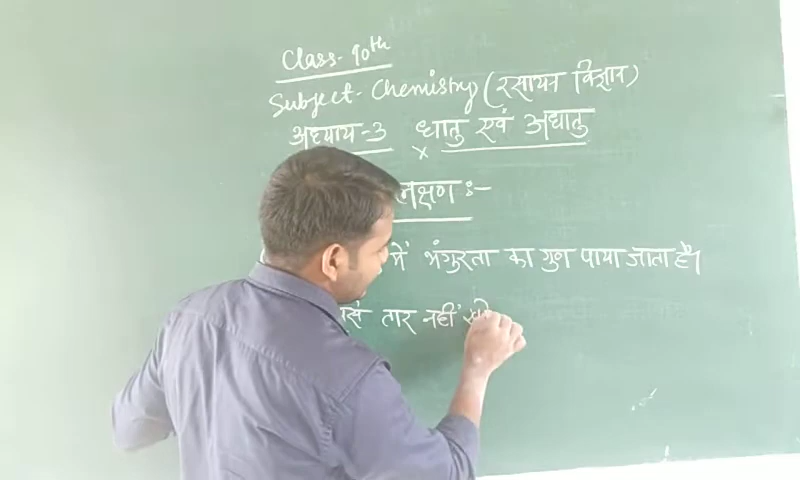 Class-10th
Subject- Chemistry (रसायन विज्ञान)
अध्याय-3 धातु एवं अधातु
लक्षण :-
में भंगुरता का गुण पाया जाता है।
तार नहीं